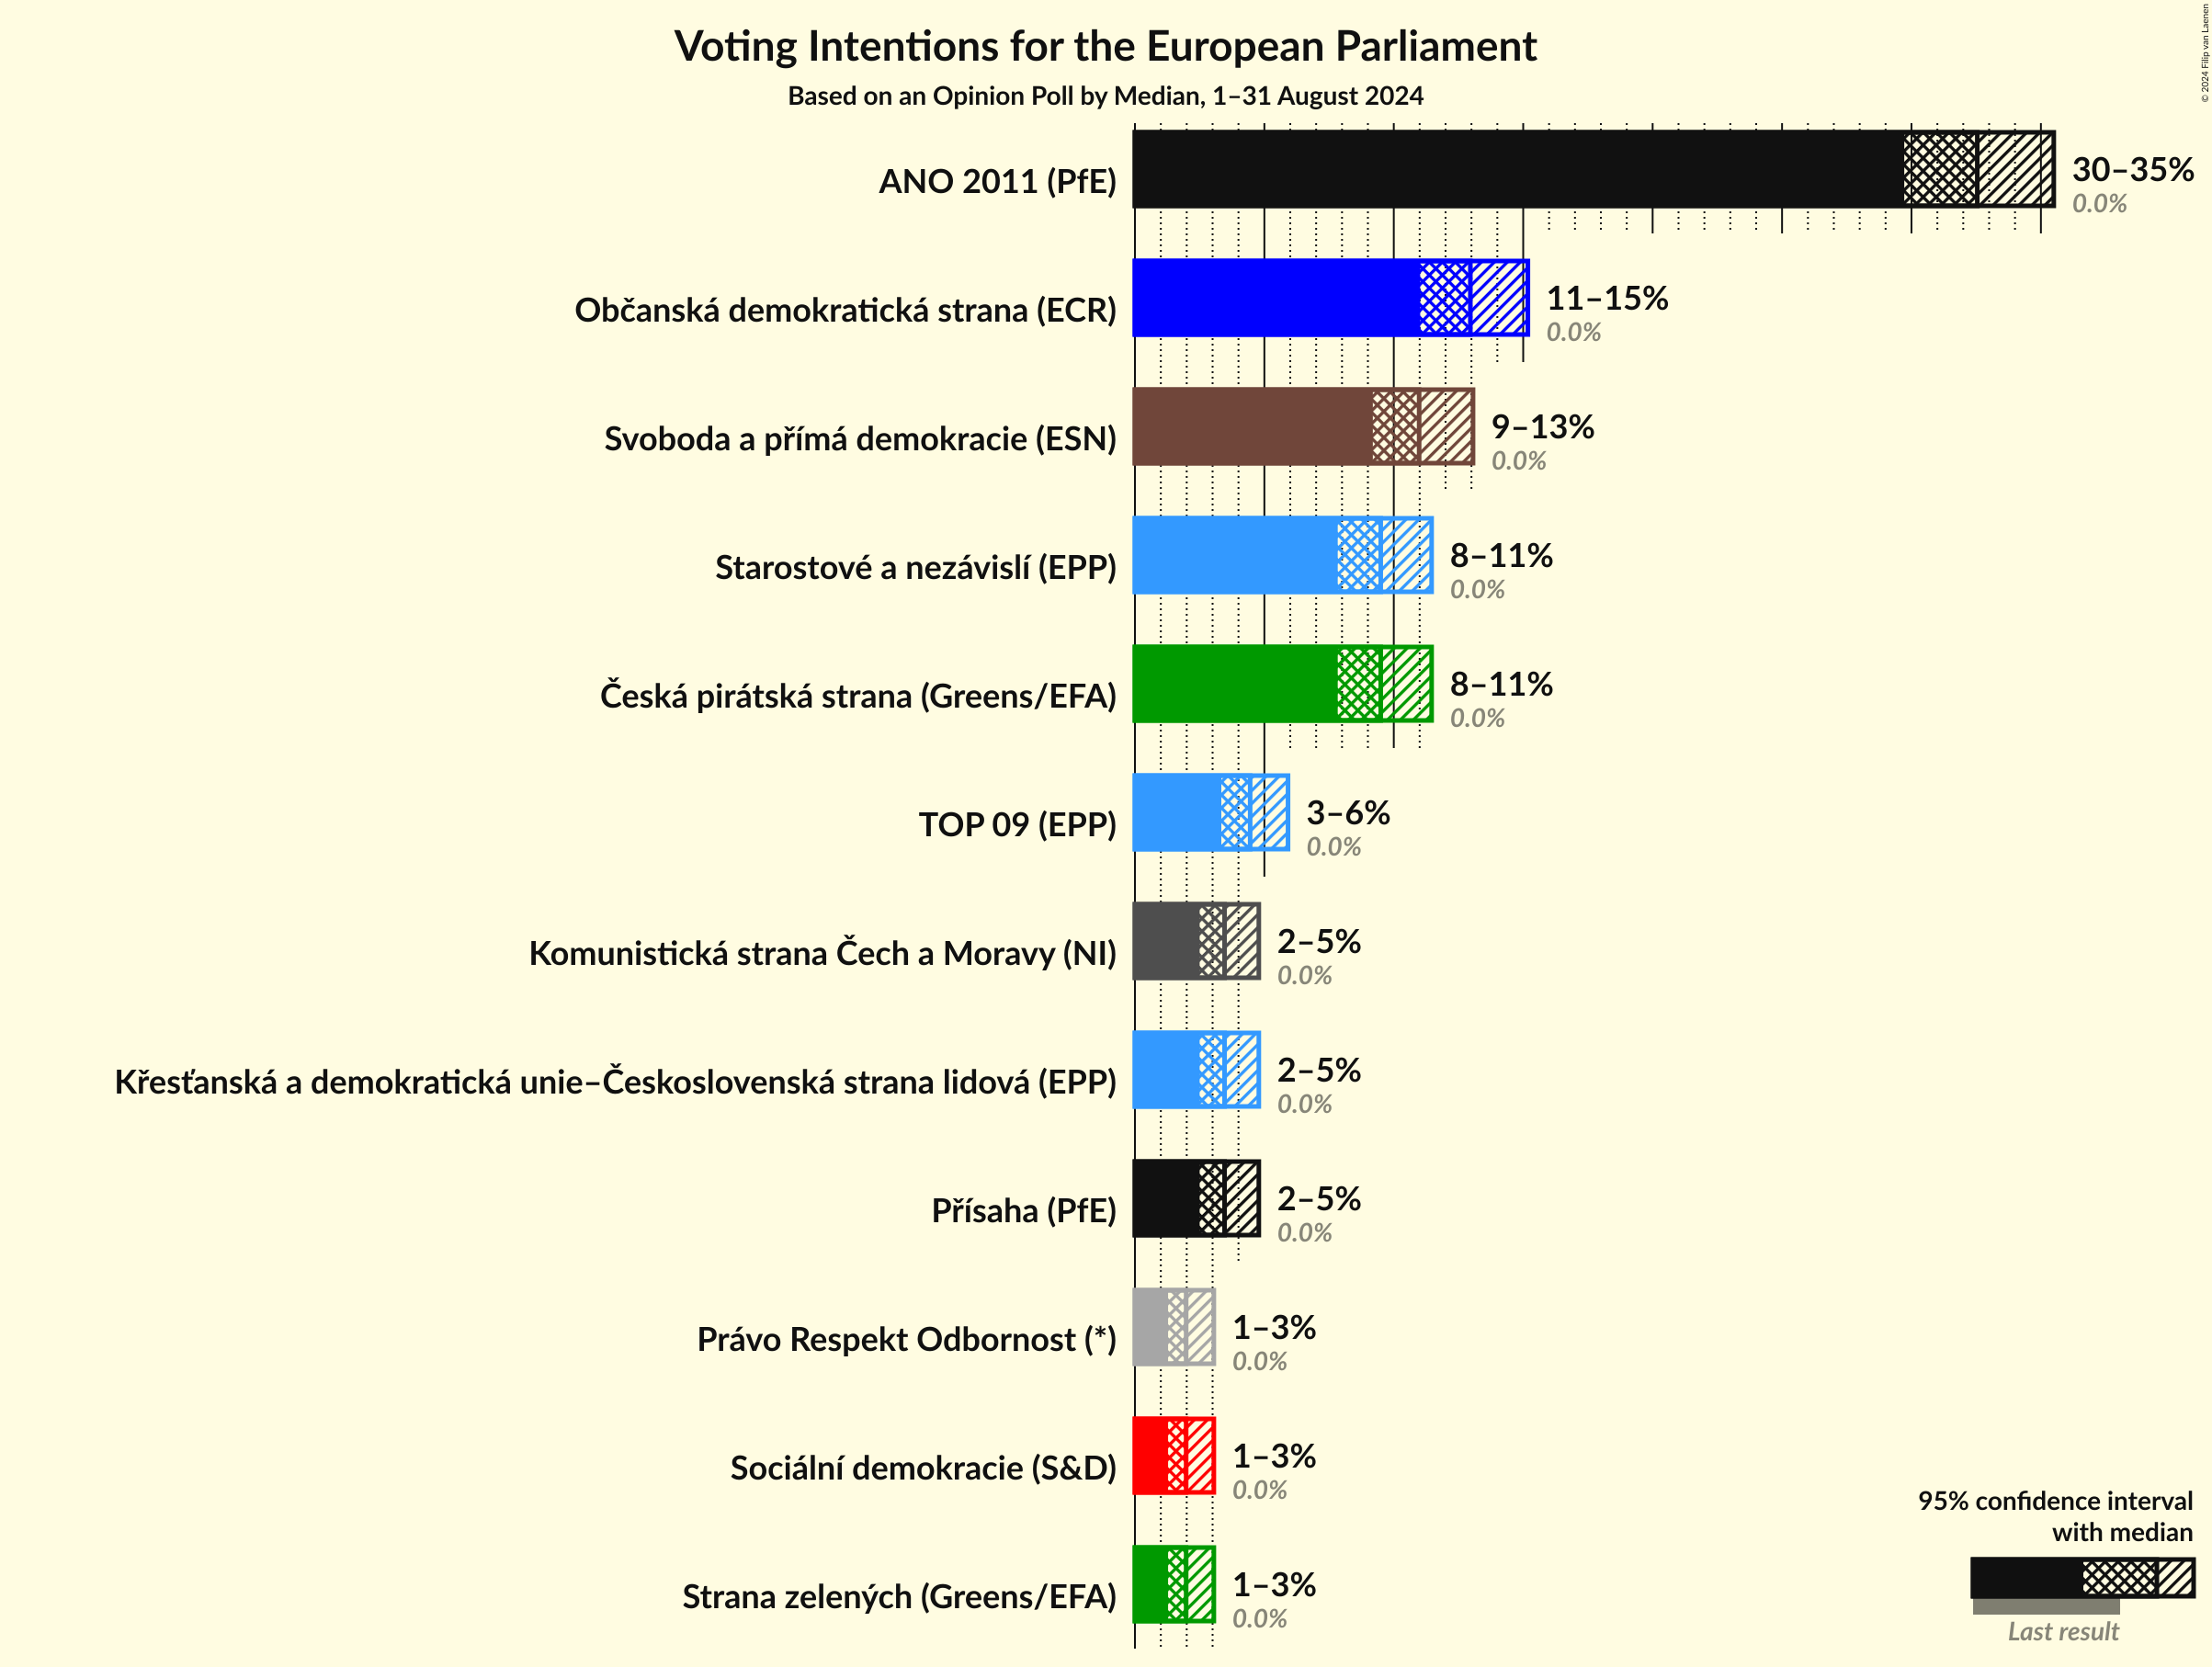 © 2024 Filip van Laenen
Voting Intentions for the European Parliament
Based on an Opinion Poll by Median, 1–31 August 2024
ANO 2011 (PfE)
30–35%
0.0%
Občanská demokratická strana (ECR)
11–15%
0.0%
Svoboda a přímá demokracie (ESN)
9–13%
0.0%
Starostové a nezávislí (EPP)
8–11%
0.0%
Česká pirátská strana (Greens/EFA)
8–11%
0.0%
TOP 09 (EPP)
3–6%
0.0%
Komunistická strana Čech a Moravy (NI)
2–5%
0.0%
Křesťanská a demokratická unie–Československá strana lidová (EPP)
2–5%
0.0%
Přísaha (PfE)
2–5%
0.0%
Právo Respekt Odbornost (*)
1–3%
0.0%
Sociální demokracie (S&D)
1–3%
0.0%
Strana zelených (Greens/EFA)
1–3%
0.0%
95% confidence interval
with median
Last result